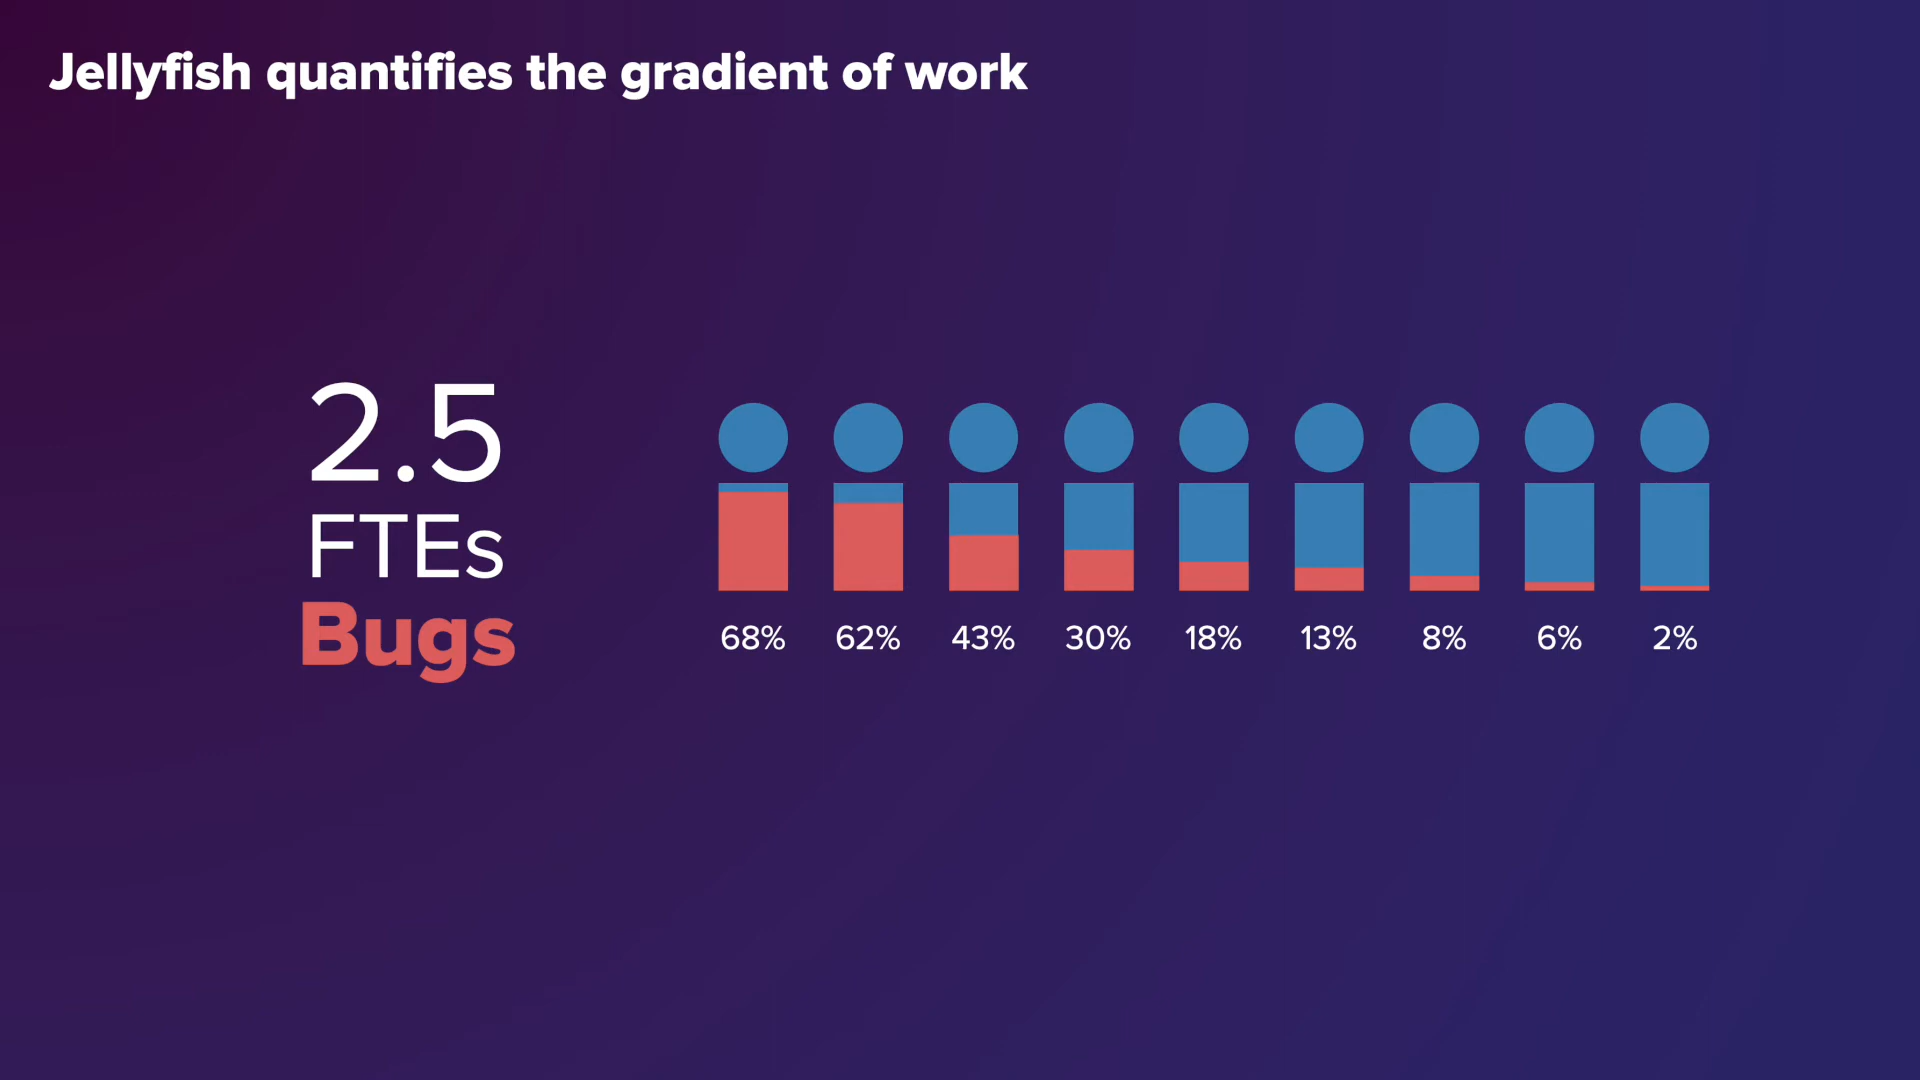 Jellyfish quantifies the gradient of work
2.5
FTEs
Bugs
68% 62% 43% 30% 18% 13% 8% 6% 2%